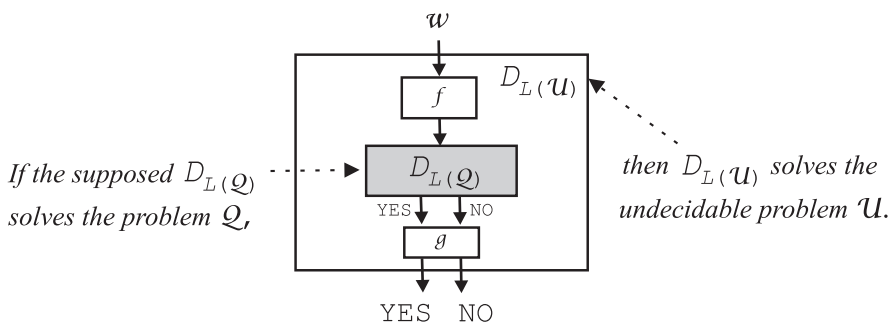 w
f
D_L(U)
If the supposed D_L(Q)
solves the problem Q,
D_L(Q)
then D_L(U) solves the
undecidable problem U.
YES NO
g
YES NO